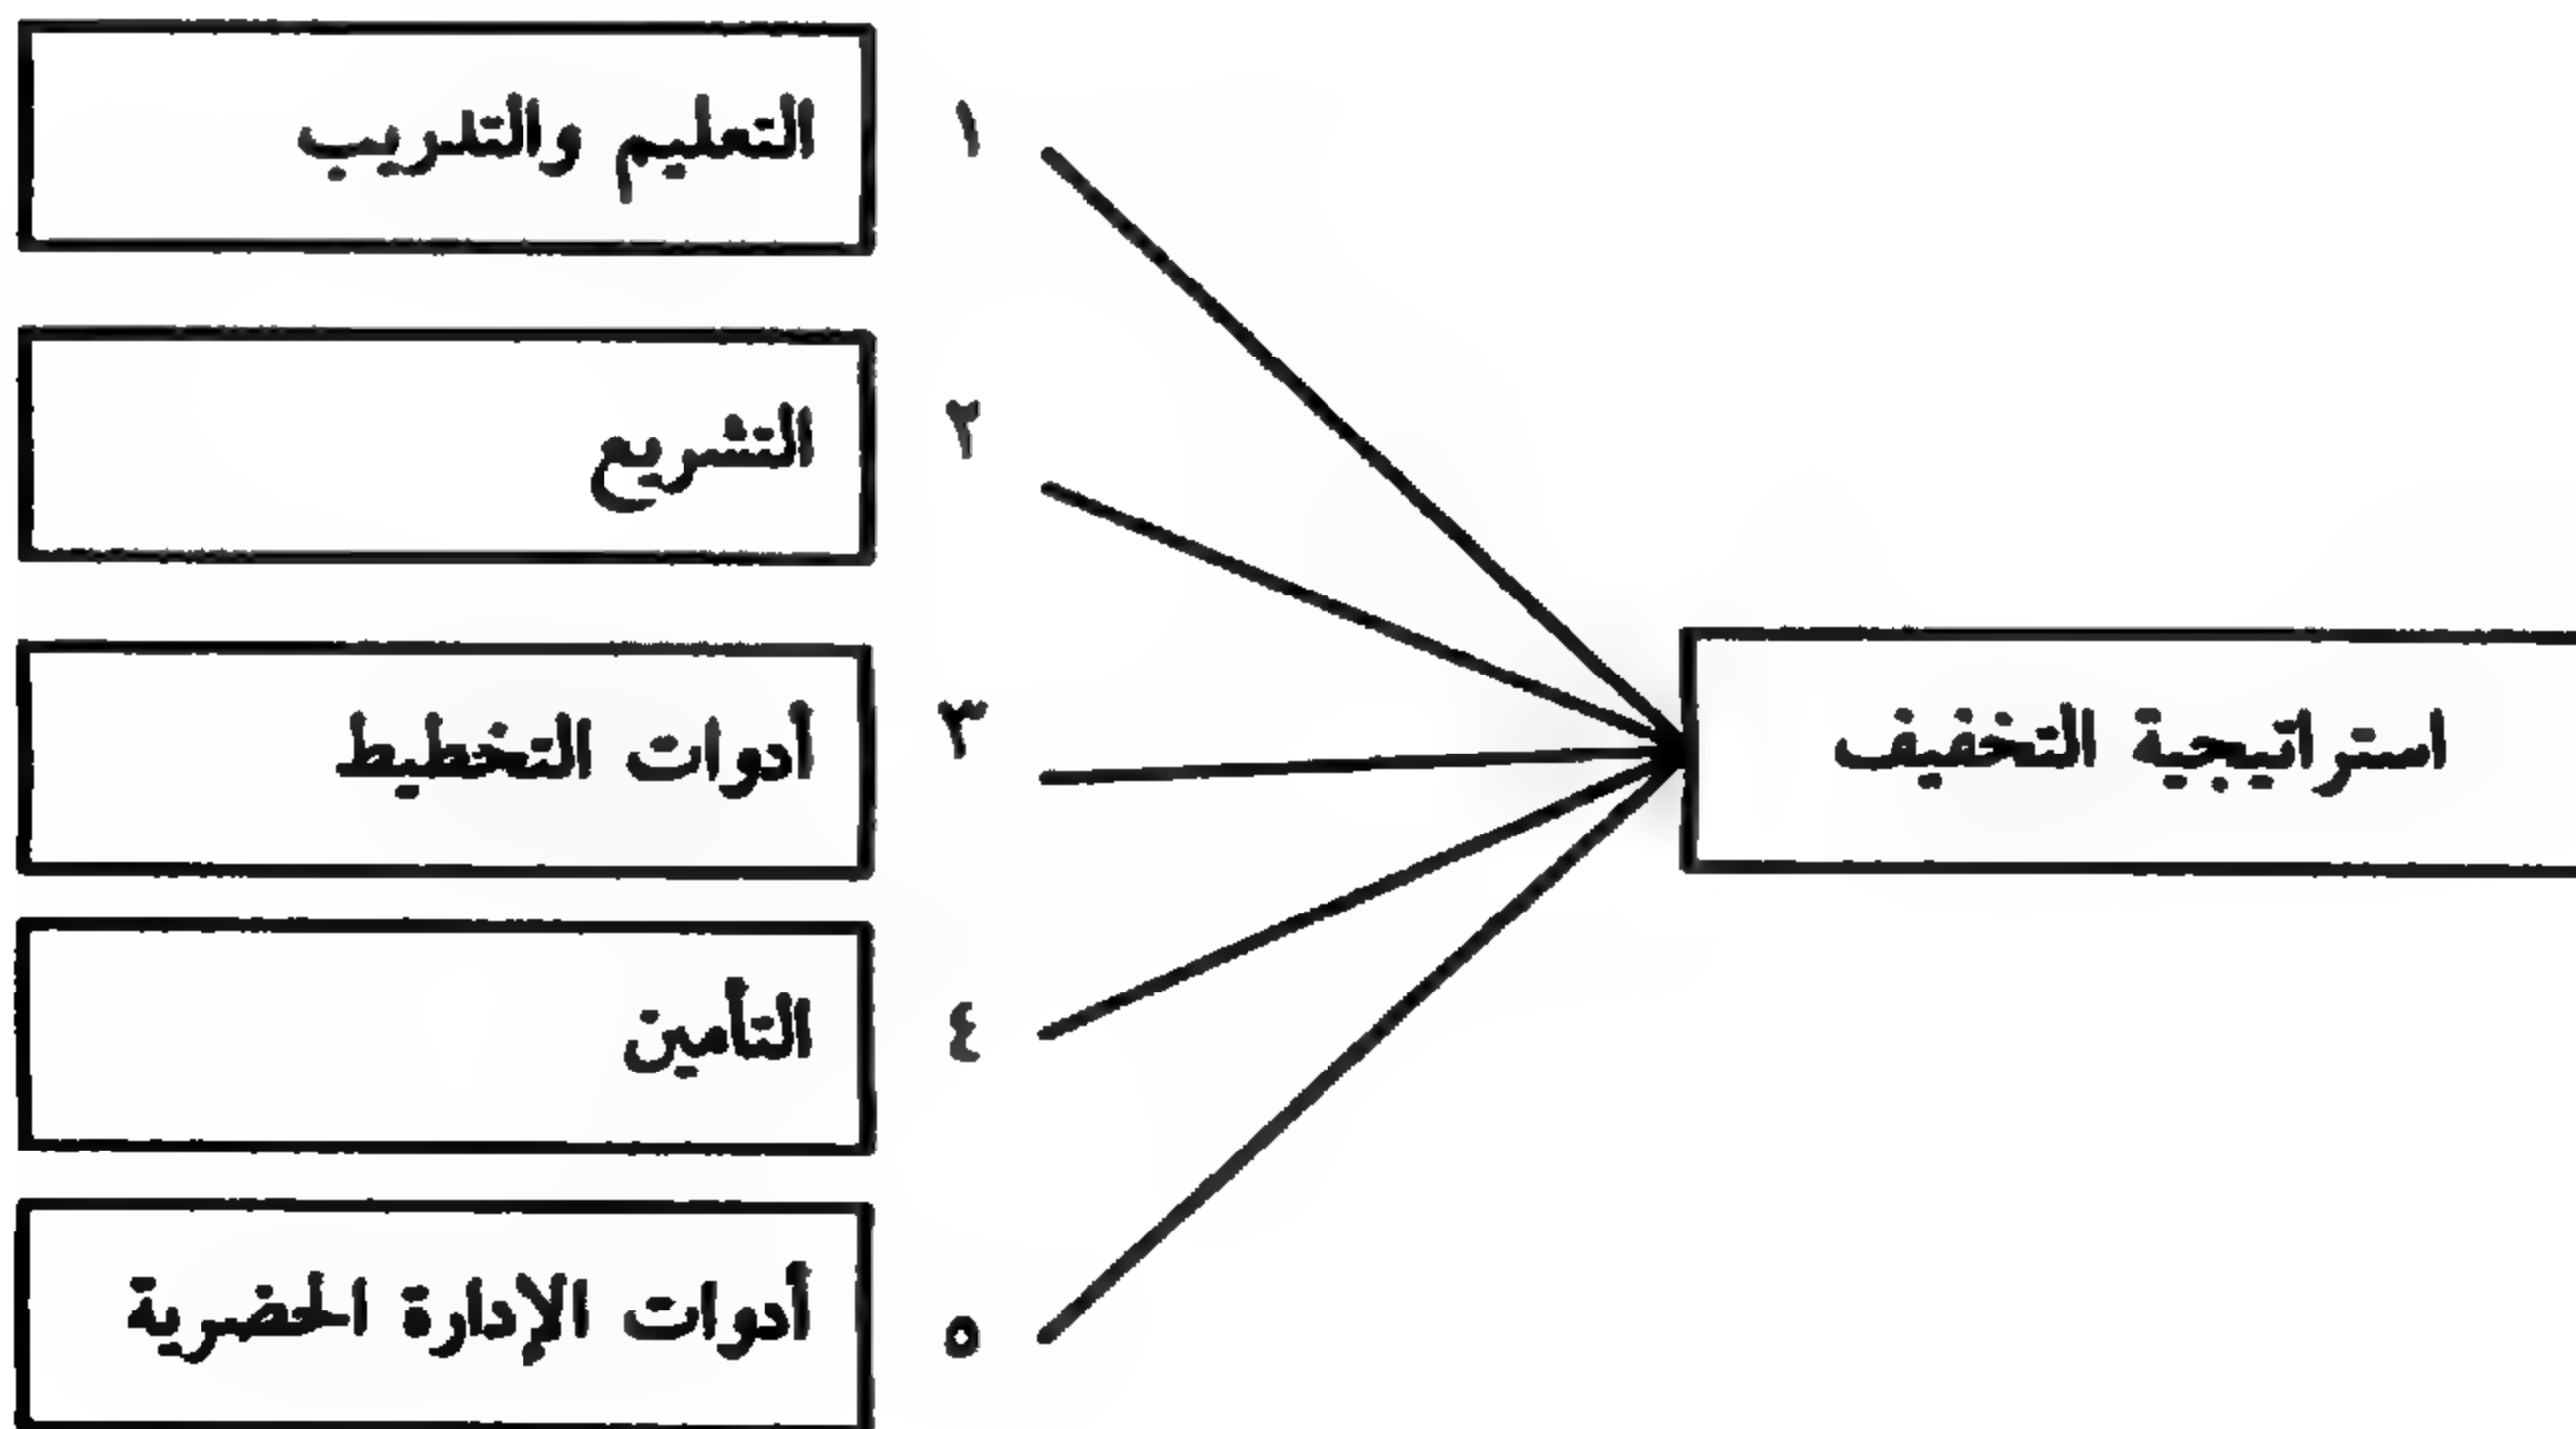 استراتيجية التخفيف
١ التعليم والتدريب
٢ التشريع
٣ أدوات التخطيط
٤ التأمين
٥ أدوات الإدارة الحضرية